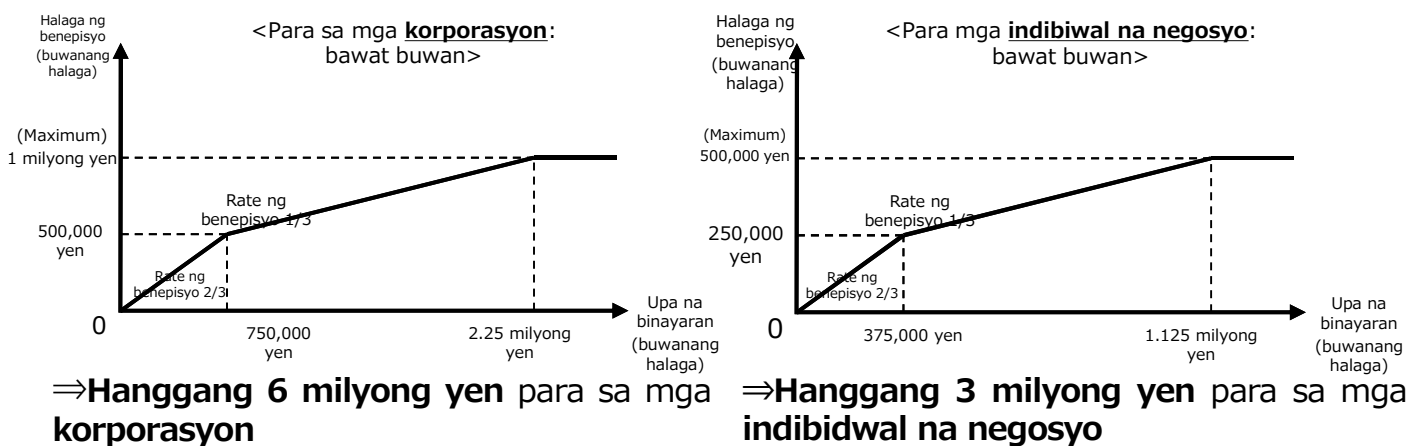 Halaga ng
benepisyo
(buwanang
halaga)
<Para sa mga korporasyon:
bawat buwan>
(Maximum)
1 milyong yen
Rate ng
benepisyo 1/3
500,000
yen
Rate ng
benepisyo 2/3
0
750,000
yen
2.25 milyong
yen
Upa na
binayaran
(buwanang
halaga)
⇒Hanggang 6 milyong yen para sa mga
korporasyon
Halaga ng
benepisyo
(buwanang
halaga)
<Para mga indibiwal na negosyo:
bawat buwan>
(Maximum)
500,000 yen
Rate ng
benepisyo 1/3
250,000
yen
Rate ng
benepisyo 2/3
0
375,000 yen
1.125 milyong
yen
Upa na
binayaran
(buwanang
halaga)
⇒Hanggang 3 milyong yen para sa mga
indibidwal na negosyo